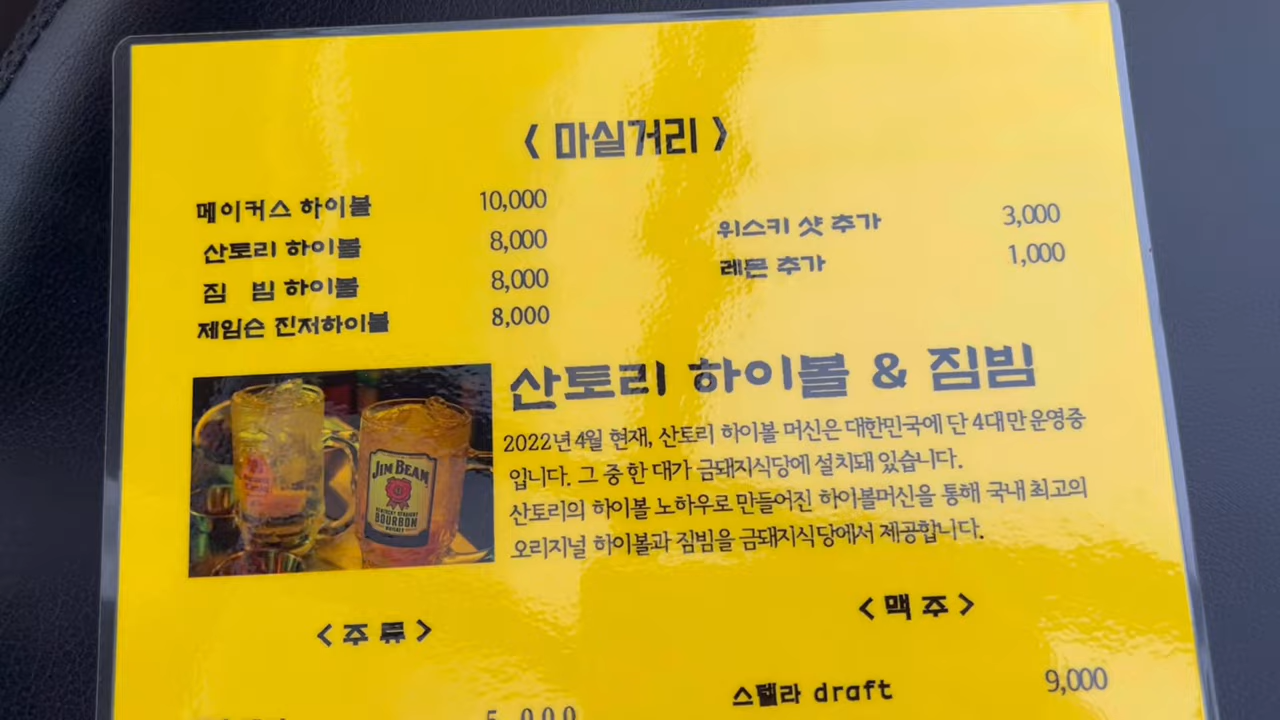 < 마실거리 >
메이커스 하이볼 10,000
산토리 하이볼 8,000
짐 빔 하이볼 8,000
제임슨 진저하이볼 8,000
위스키 샷 추가 3,000
레몬 추가 1,000
산토리 하이볼 & 짐빔
2022년 4월 현재, 산토리 하이볼 머신은 대한민국에 단 4대만 운영중
입니다. 그 중 한 대가 금돼지식당에 설치돼 있습니다.
산토리의 하이볼 노하우로 만들어진 하이볼머신을 통해 국내 최고의
오리지널 하이볼과 짐빔을 금돼지식당에서 제공합니다.
JIM BEAM
KENTUCKY STRAIGHT
BOURBON
WHISKEY
< 주 류 >
5,000
< 맥 주 >
스텔라 draft 9,000